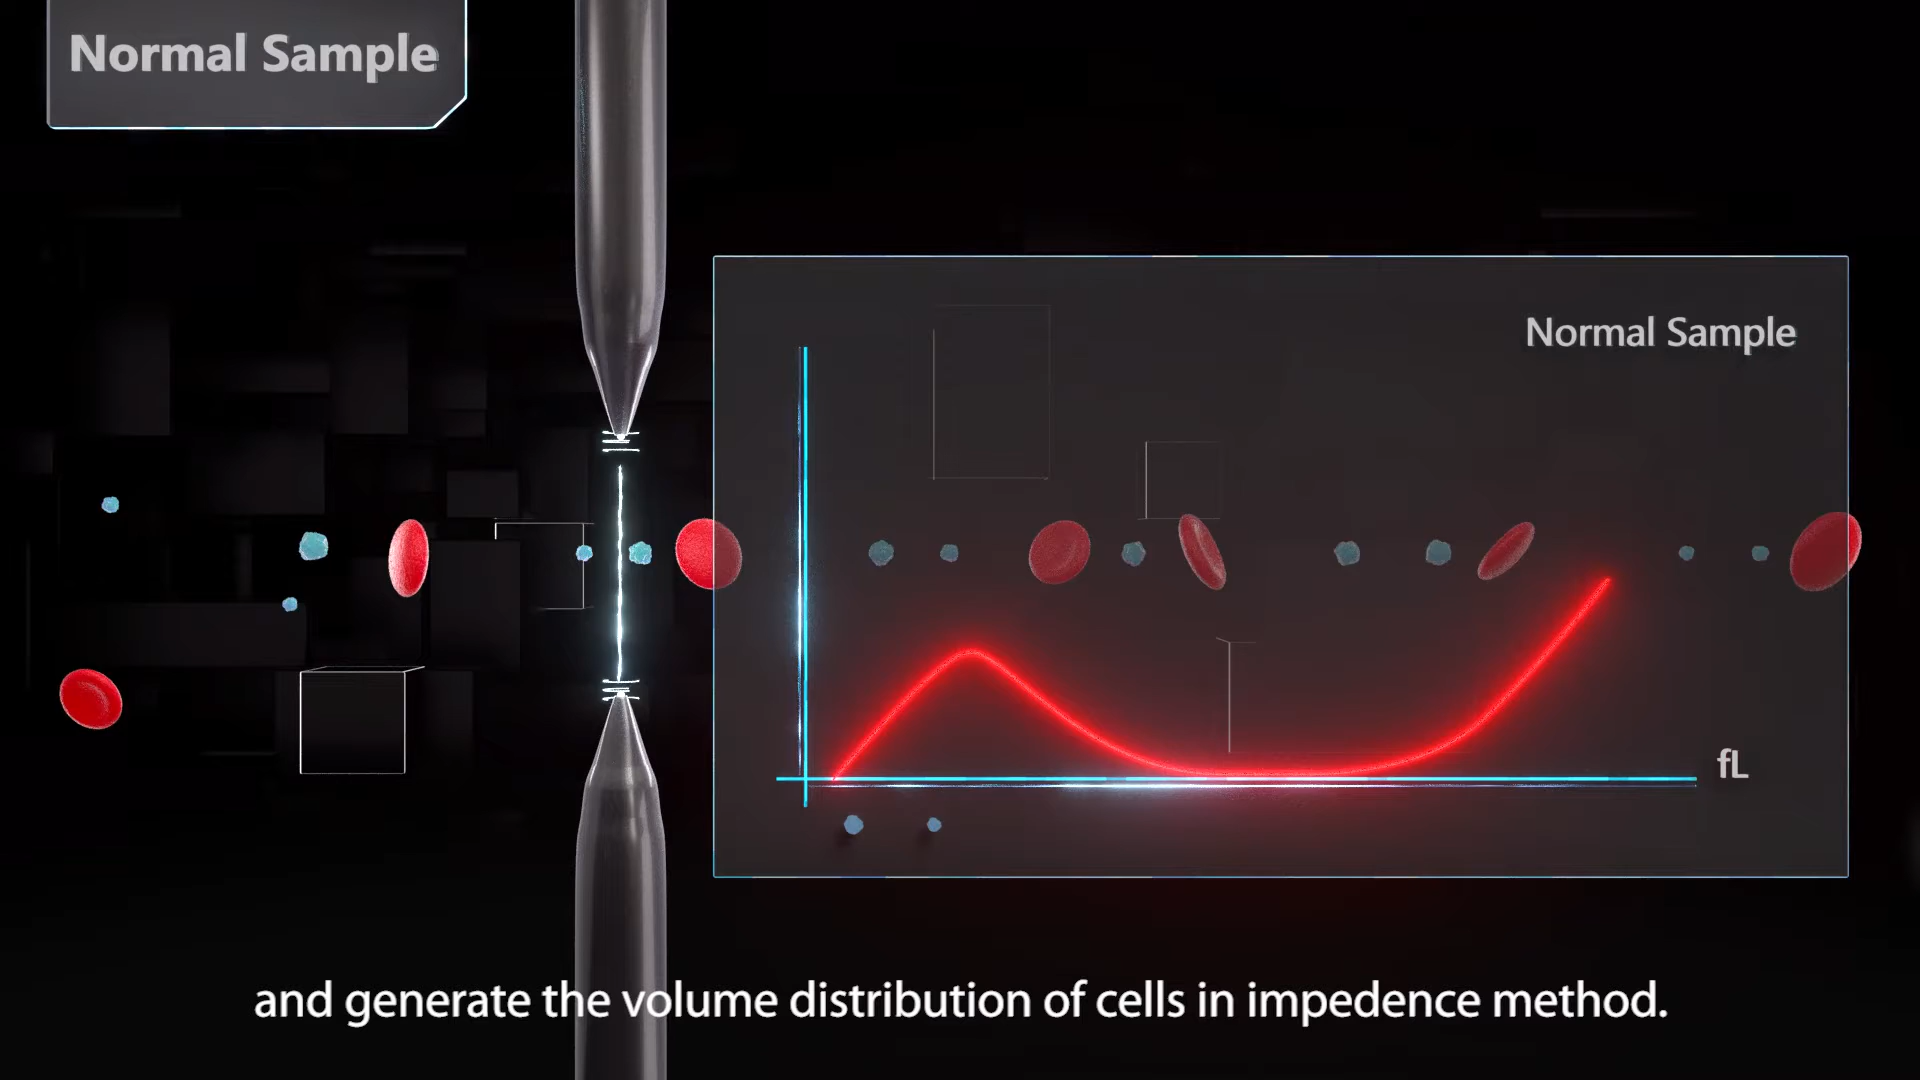 Normal Sample
Normal Sample
fL
and generate the volume distribution of cells in impedence method.